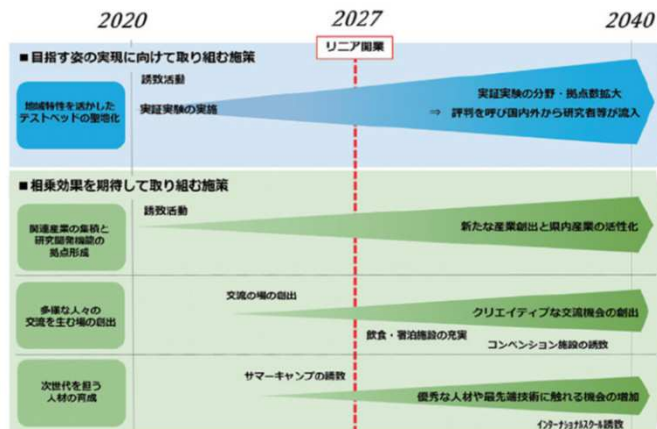 2020
2027
2040
リニア開業
■目指す姿の実現に向けて取り組む施策
地域特性を活かした
テストベッドの聖地化
誘致活動
実証実験の実施
実証実験の分野・拠点数拡大
⇒ 評判を呼び国内外から研究者等が流入
■相乗効果を期待して取り組む施策
関連産業の集積と
研究開発機能の
拠点形成
誘致活動
新たな産業創出と県内産業の活性化
多様な人々の
交流を生む場の創出
交流の場の創出
クリエイティブな交流機会の創出
飲食・宿泊施設の充実
コンベンション施設の誘致
次世代を担う
人材の育成
サマーキャンプの誘致
優秀な人材や最先端技術に触れる機会の増加
インターナショナルスクール誘致